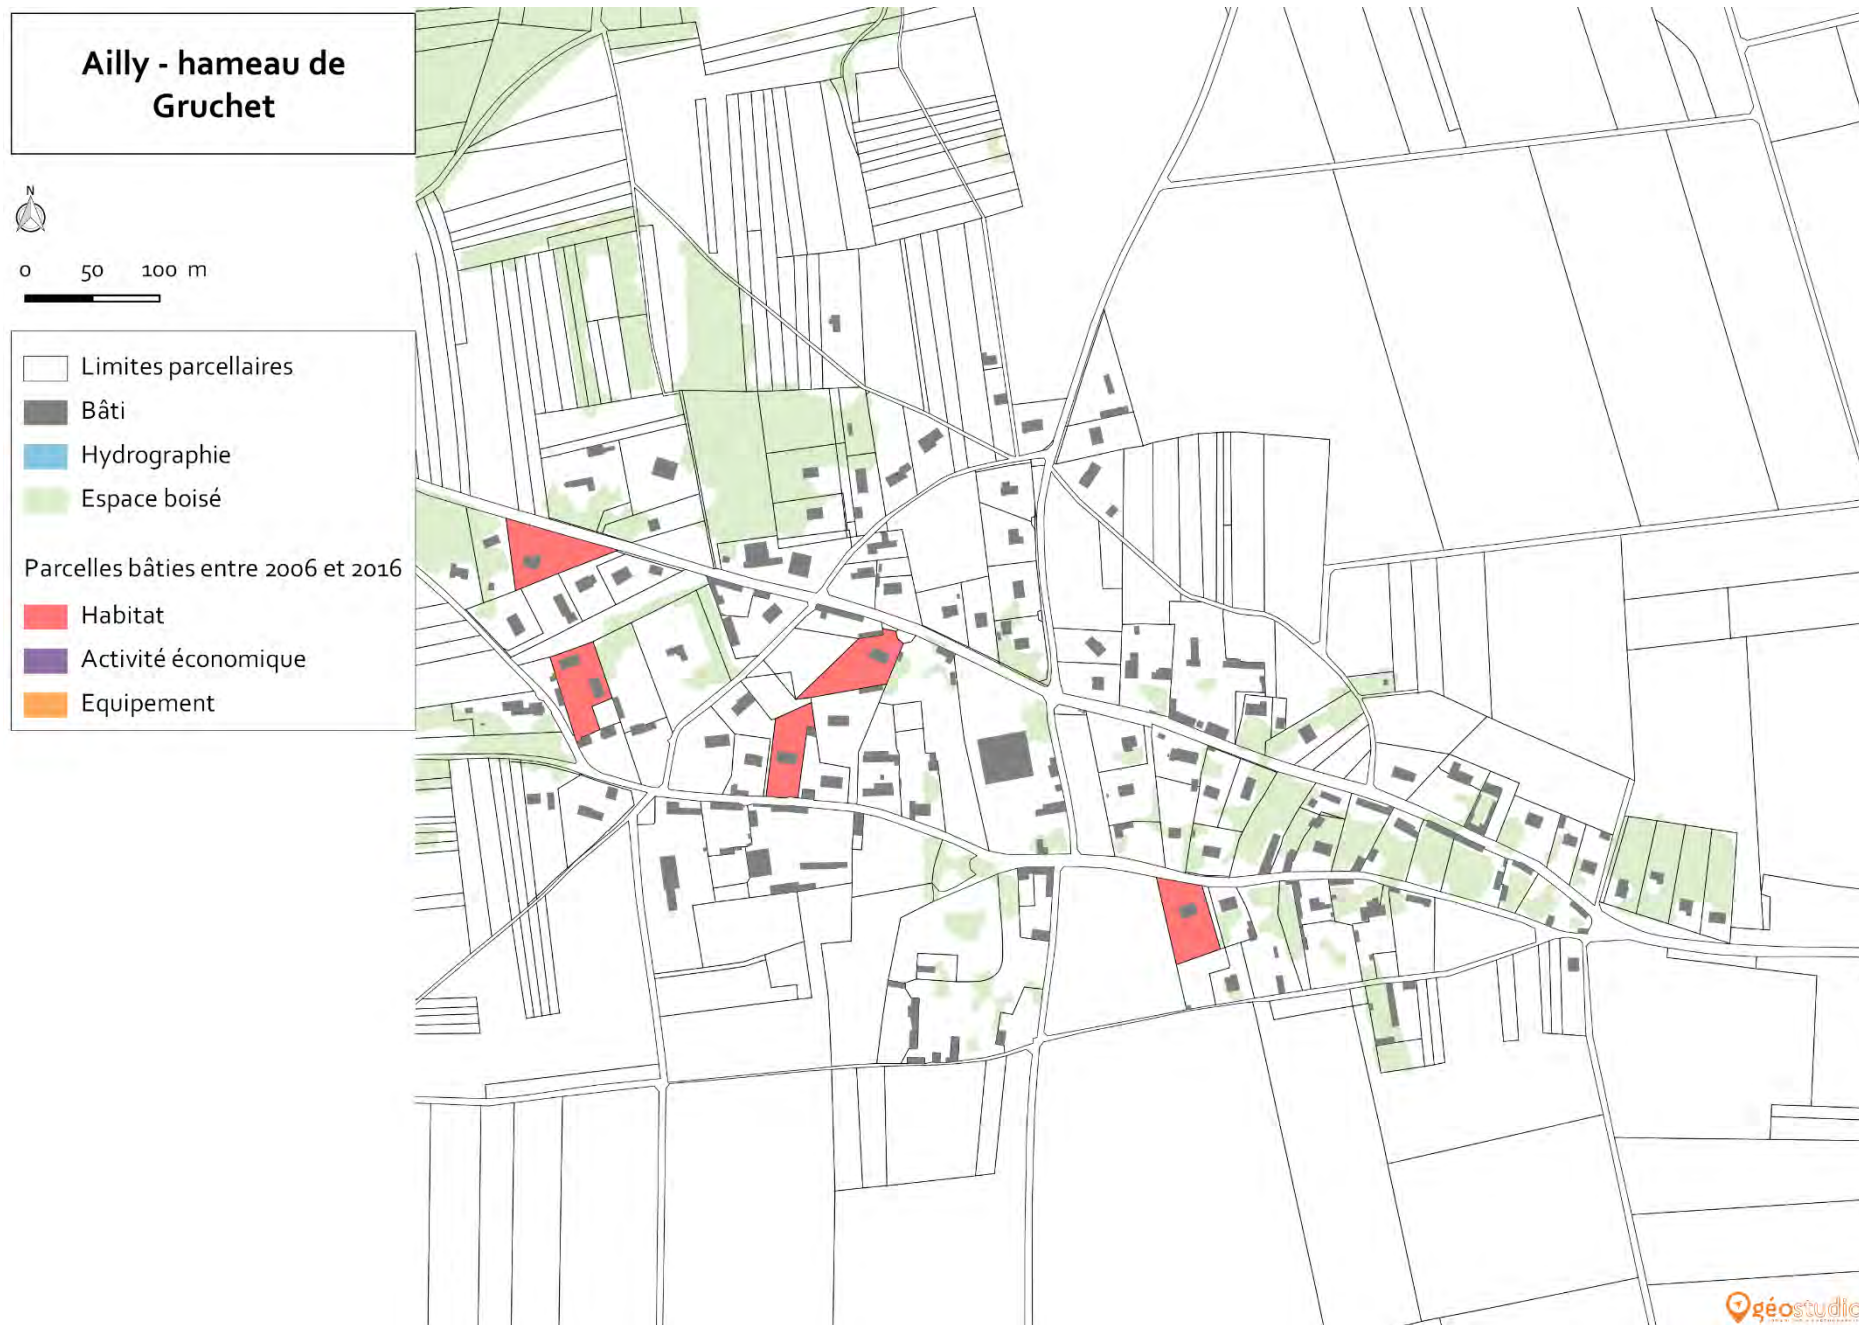 Ailly - hameau de
Gruchet
N
0 50 100 m
Limites parcellaires
Bâti
Hydrographie
Espace boisé
Parcelles bâties entre 2006 et 2016
Habitat
Activité économique
Equipement
géostudio